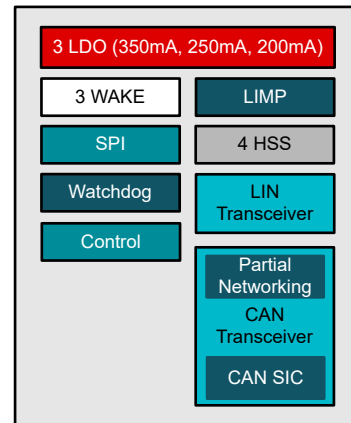 3 LDO (350mA, 250mA, 200mA)
3 WAKE
LIMP
SPI
4 HSS
Watchdog
LIN
Transceiver
Control
Partial
Networking
CAN
Transceiver
CAN SIC